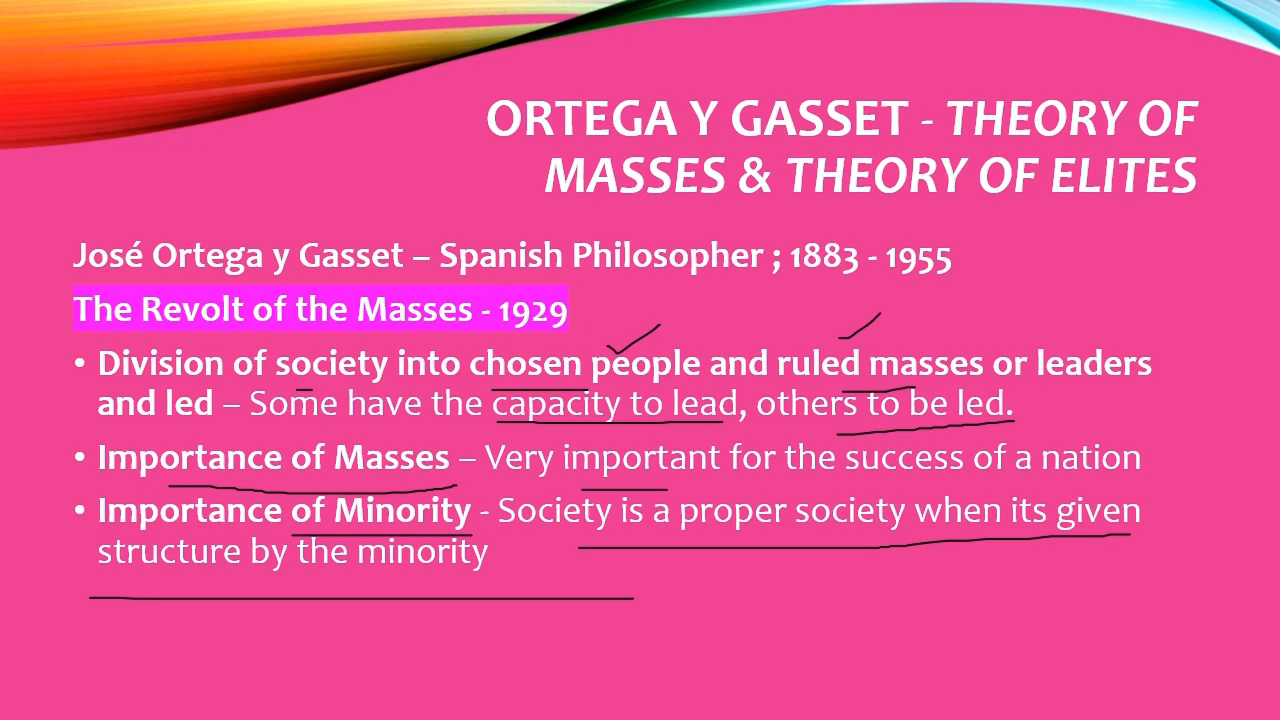 ORTEGA Y GASSET - THEORY OF
MASSES & THEORY OF ELITES
José Ortega y Gasset – Spanish Philosopher ; 1883 - 1955
The Revolt of the Masses - 1929
• Division of society into chosen people and ruled masses or leaders
and led – Some have the capacity to lead, others to be led.
• Importance of Masses – Very important for the success of a nation
• Importance of Minority - Society is a proper society when its given
structure by the minority